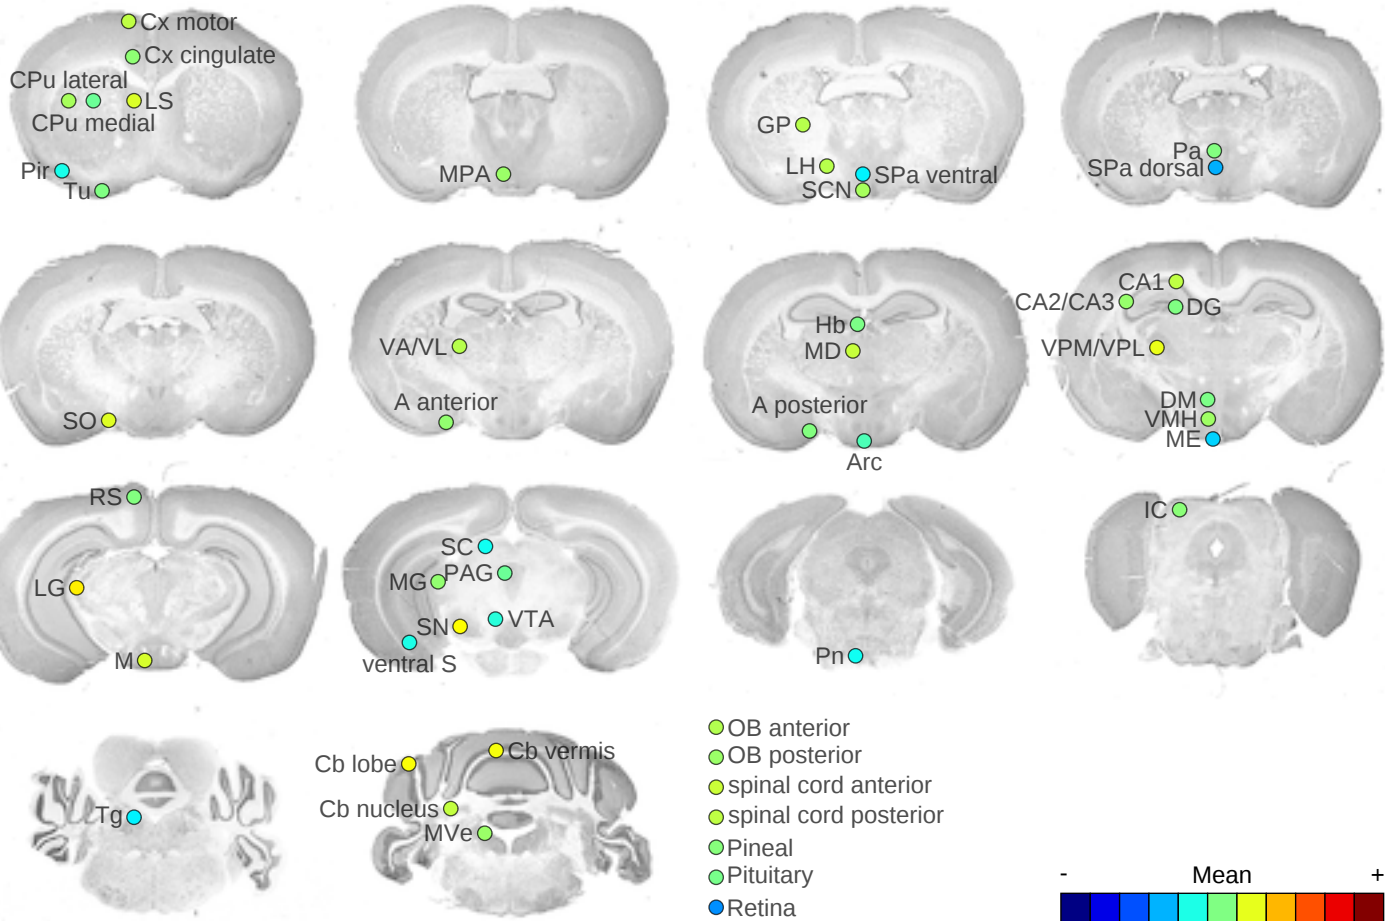 Cx motor
Cx cingulate
CPu lateral
LS
CPu medial
Pir
Tu
MPA
GP
LH
SPa ventral
SCN
Pa
SPa dorsal
SO
VA/VL
A anterior
Hb
MD
A posterior
Arc
CA1
CA2/CA3
DG
VPM/VPL
DM
VMH
ME
RS
LG
M
SC
MG
PAG
SN
VTA
ventral S
Pn
IC
Tg
Cb lobe
Cb vermis
Cb nucleus
MVe
OB anterior
OB posterior
spinal cord anterior
spinal cord posterior
Pineal
Pituitary
Retina
- Mean +